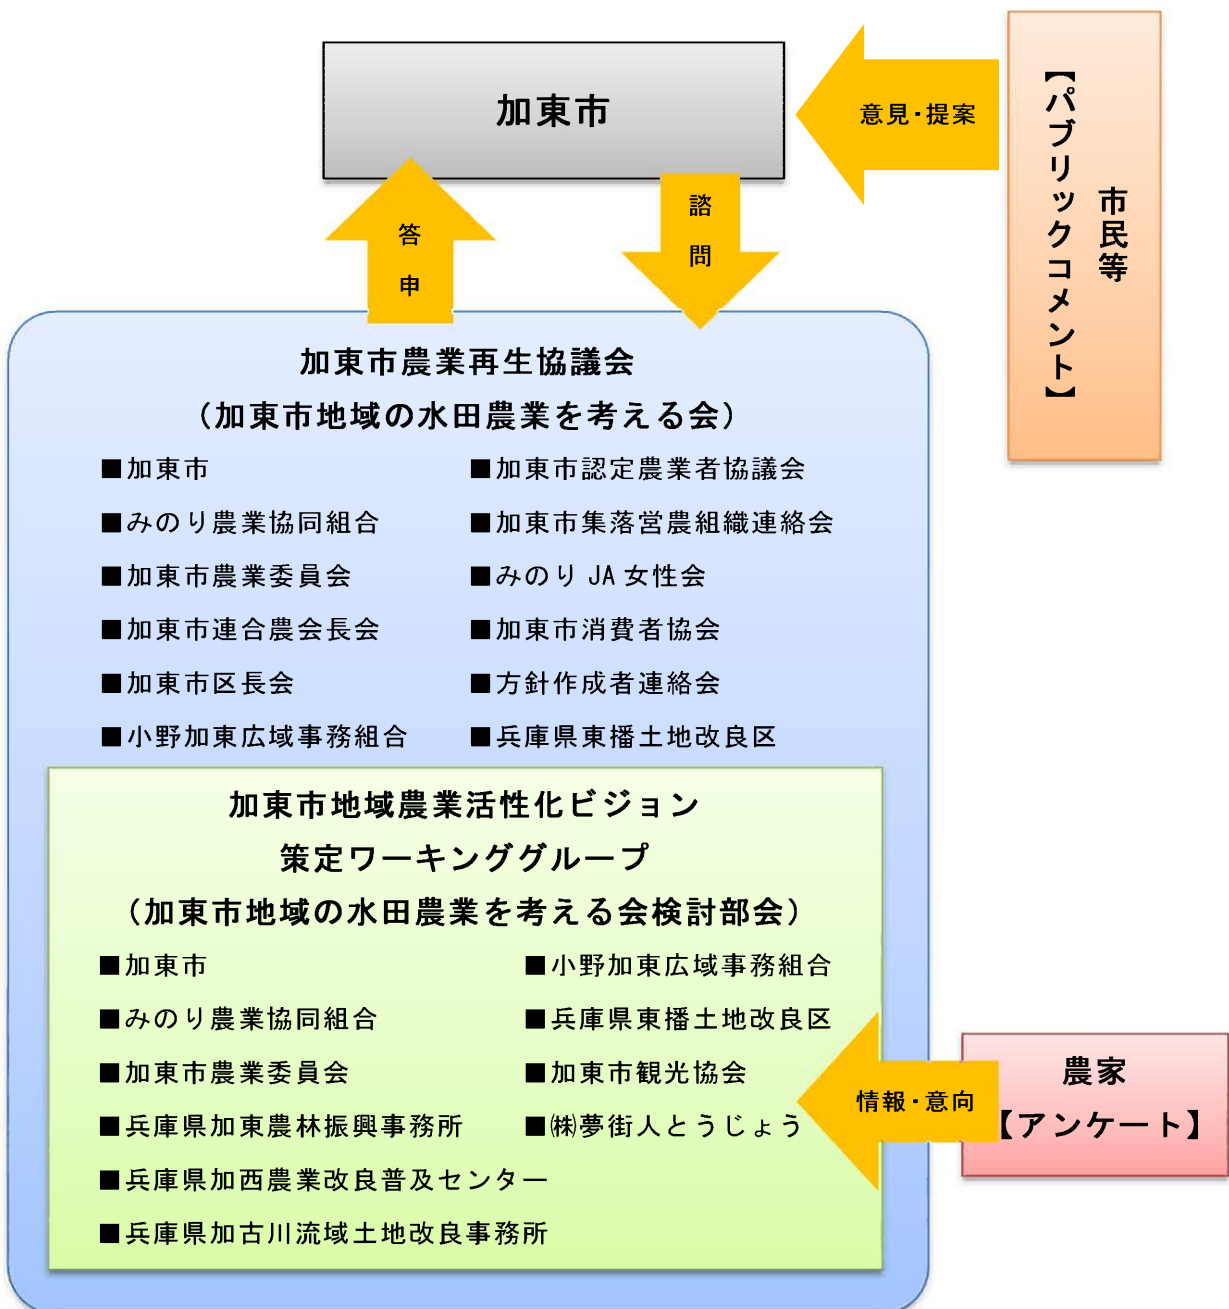 加東市
意見・提案
市民等
【パブリックコメント】
答申
諮問
加東市農業再生協議会
（加東市地域の水田農業を考える会）
■加東市
■みのり農業協同組合
■加東市農業委員会
■加東市連合農会長会
■加東市区長会
■小野加東広域事務組合
■加東市認定農業者協議会
■加東市集落営農組織連絡会
■みのり JA 女性会
■加東市消費者協会
■方針作成者連絡会
■兵庫県東播土地改良区
加東市地域農業活性化ビジョン
策定ワーキンググループ
（加東市地域の水田農業を考える会検討部会）
■加東市
■みのり農業協同組合
■加東市農業委員会
■兵庫県加東農林振興事務所
■兵庫県加西農業改良普及センター
■兵庫県加古川流域土地改良事務所
■小野加東広域事務組合
■兵庫県東播土地改良区
■加東市観光協会
■㈱夢街人とうじょう
情報・意向
農家
【アンケート】